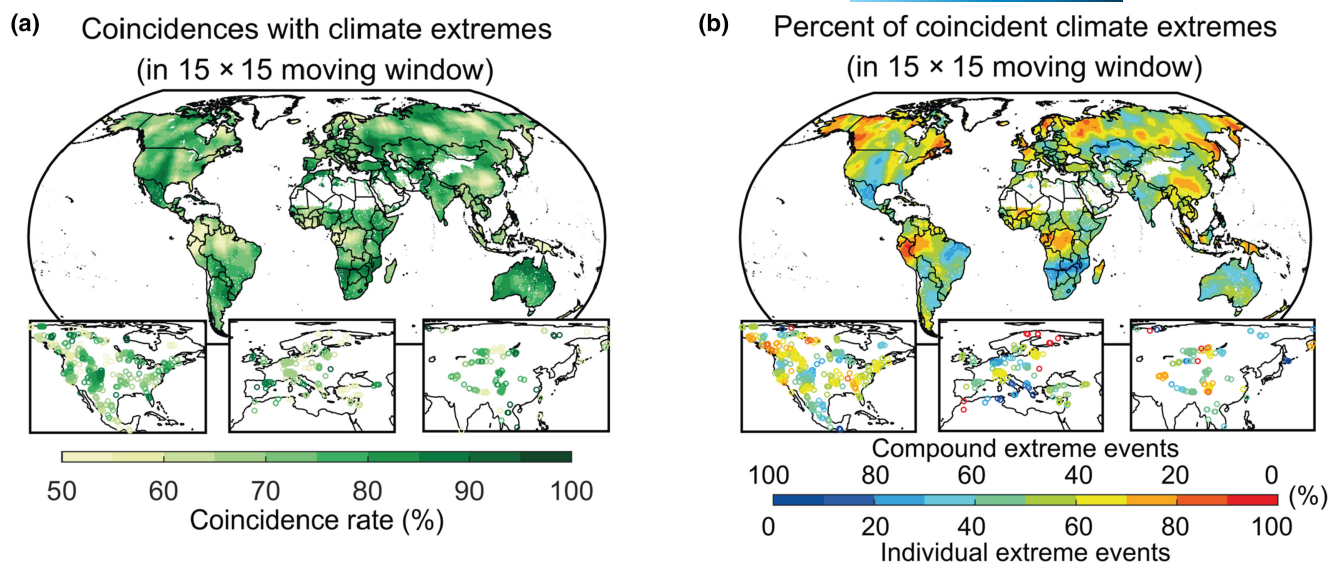 (a)
Coincidences with climate extremes
(in 15 × 15 moving window)
50 60 70 80 90 100
Coincidence rate (%)
(b)
Percent of coincident climate extremes
(in 15 × 15 moving window)
Compound extreme events
100 80 60 40 20 0
(%)
0 20 40 60 80 100
Individual extreme events